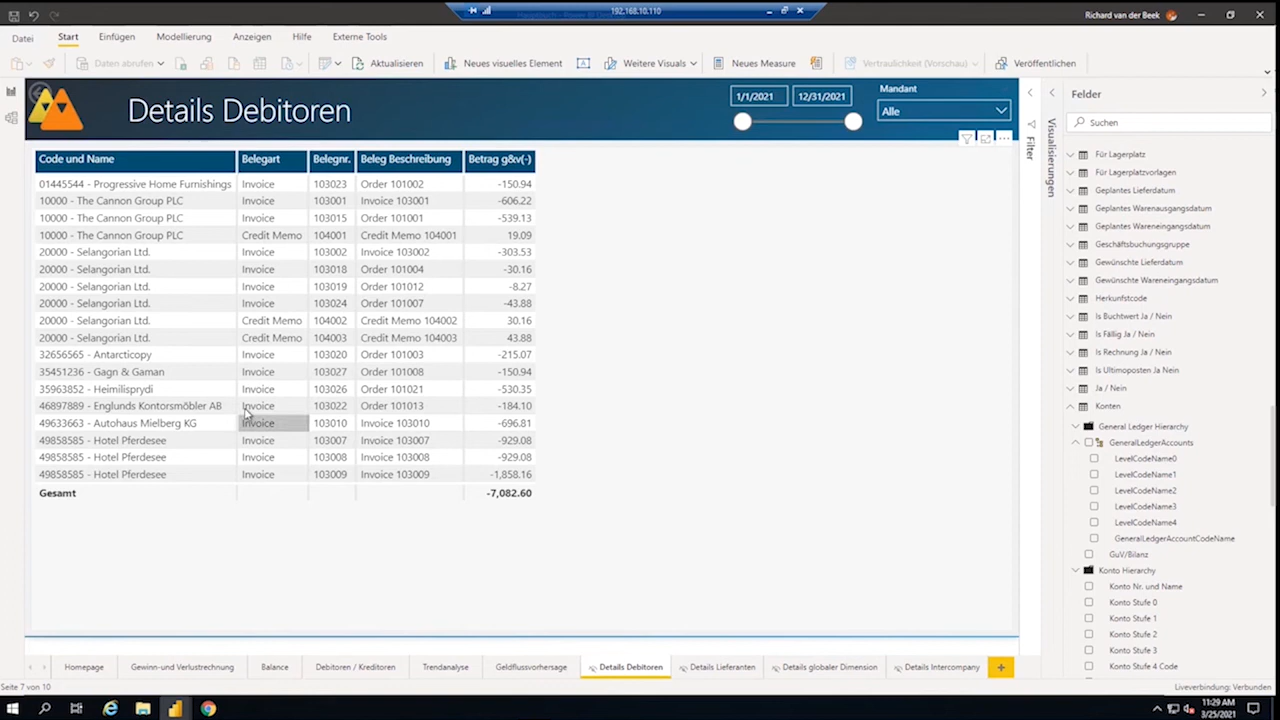 192.168.10.110
Richard van der Beek
Datei Start Einfügen Modellierung Anzeigen Hilfe Externe Tools
Daten abrufen Aktualisieren Neues visuelles Element Weitere Visuals Neues Measure Vertraulichkeit (Vorschau) Veröffentlichen
Details Debitoren
1/1/2021 12/31/2021
Mandant
Alle
Code und Name Belegart Belegnr. Beleg Beschreibung Betrag g&v(-)
01445544 - Progressive Home Furnishings Invoice 103023 Order 101002 -150.94
10000 - The Cannon Group PLC Invoice 103001 Invoice 103001 -606.22
10000 - The Cannon Group PLC Invoice 103015 Order 101001 -539.13
10000 - The Cannon Group PLC Credit Memo 104001 Credit Memo 104001 19.09
20000 - Selangorian Ltd. Invoice 103002 Invoice 103002 -303.53
20000 - Selangorian Ltd. Invoice 103018 Order 101004 -30.16
20000 - Selangorian Ltd. Invoice 103019 Order 101012 -8.27
20000 - Selangorian Ltd. Invoice 103024 Order 101007 -43.88
20000 - Selangorian Ltd. Credit Memo 104002 Credit Memo 104002 30.16
20000 - Selangorian Ltd. Credit Memo 104003 Credit Memo 104003 43.88
32656565 - Antarcticopy Invoice 103020 Order 101003 -215.07
35451236 - Gagn & Gaman Invoice 103027 Order 101008 -150.94
35963852 - Heimilisprydi Invoice 103026 Order 101021 -530.35
46897889 - Englunds Kontorsmöbler AB Invoice 103022 Order 101013 -184.10
49633663 - Autohaus Mielberg KG Invoice 103010 Invoice 103010 -696.81
49858585 - Hotel Pferdesee Invoice 103007 Invoice 103007 -929.08
49858585 - Hotel Pferdesee Invoice 103008 Invoice 103008 -929.08
49858585 - Hotel Pferdesee Invoice 103009 Invoice 103009 -1,858.16
Gesamt -7,082.60
Filter
Visualisierungen
Felder
Suchen
Für Lagerplatz
Für Lagerplatzvorlagen
Geplantes Lieferdatum
Geplantes Warenausgangsdatum
Geplantes Wareneingangsdatum
Geschäftsbuchungsgruppe
Gewünschte Lieferdatum
Gewünschte Wareneingangsdatum
Herkunfstcode
Is Buchtwert Ja / Nein
Is Fällig Ja / Nein
Is Rechnung Ja / Nein
Is Ultimoposten Ja / Nein
Ja / Nein
Konten
General Ledger Hierarchy
GeneralLedgerAccounts
LevelCodeName0
LevelCodeName1
LevelCodeName2
LevelCodeName3
LevelCodeName4
GeneralLedgerAccountCodeName
GuV/Bilanz
Konto Hierarchy
Konto Nr. und Name
Konto Stufe 0
Konto Stufe 1
Konto Stufe 2
Konto Stufe 3
Konto Stufe 4 Code
Homepage Gewinn-und Verlustrechnung Balance Debitoren / Kreditoren Trendanalyse Geldflussvorhersage Details Debitoren Details Lieferanten Details globaler Dimension Details Intercompany
Seite 7 von 10
Liveverbindung: Verbunden
11:29 AM
3/25/2021